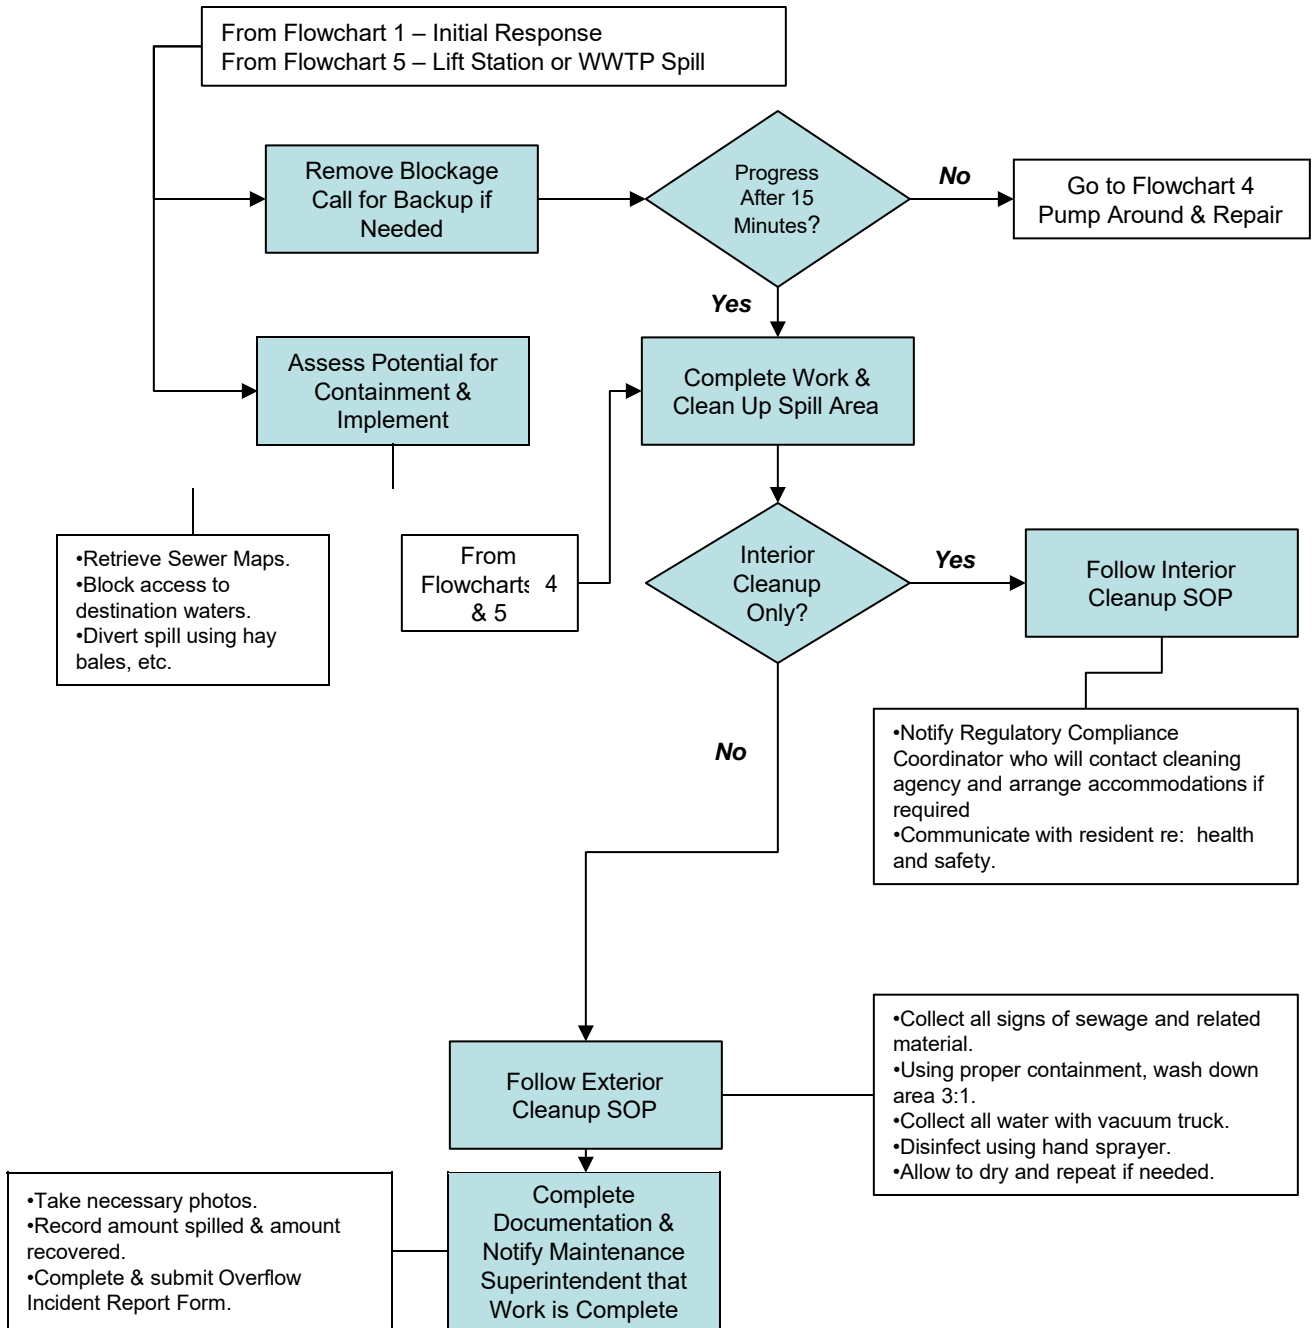 From Flowchart 1 – Initial Response
From Flowchart 5 – Lift Station or WWTP Spill
Remove Blockage
Call for Backup if
Needed
Progress
After 15
Minutes?
No
Go to Flowchart 4
Pump Around & Repair
Yes
Assess Potential for
Containment &
Implement
Complete Work &
Clean Up Spill Area
•Retrieve Sewer Maps.
•Block access to
destination waters.
•Divert spill using hay
bales, etc.
From
Flowcharts 4
& 5
Interior
Cleanup
Only?
Yes
Follow Interior
Cleanup SOP
No
•Notify Regulatory Compliance
Coordinator who will contact cleaning
agency and arrange accommodations if
required
•Communicate with resident re: health
and safety.
Follow Exterior
Cleanup SOP
•Collect all signs of sewage and related
material.
•Using proper containment, wash down
area 3:1.
•Collect all water with vacuum truck.
•Disinfect using hand sprayer.
•Allow to dry and repeat if needed.
•Take necessary photos.
•Record amount spilled & amount
recovered.
•Complete & submit Overflow
Incident Report Form.
Complete
Documentation &
Notify Maintenance
Superintendent that
Work is Complete